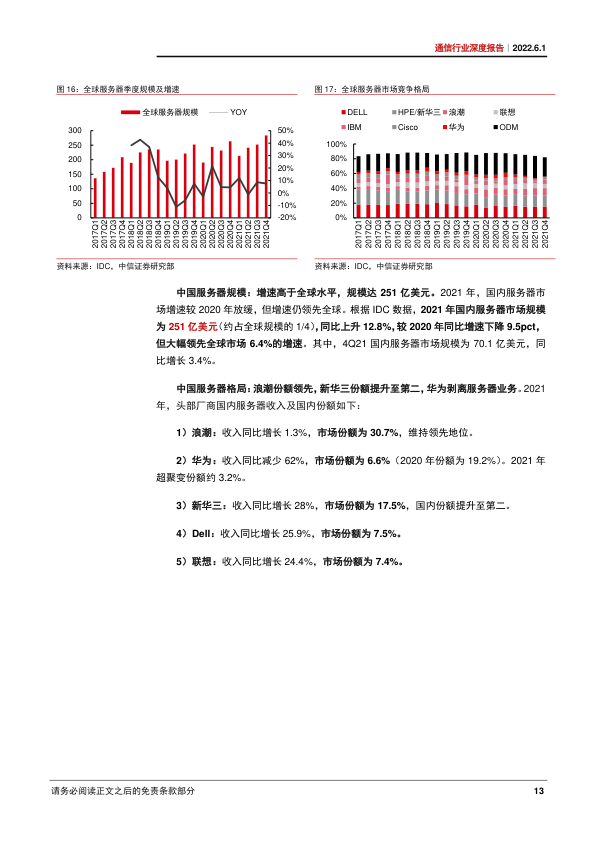 通信行业深度报告｜2022.6.1
图 16：全球服务器季度规模及增速
全球服务器规模 YOY
300
250
200
150
100
50
0
50%
40%
30%
20%
10%
0%
-10%
-20%
2017Q1
2017Q2
2017Q3
2017Q4
2018Q1
2018Q2
2018Q3
2018Q4
2019Q1
2019Q2
2019Q3
2019Q4
2020Q1
2020Q2
2020Q3
2020Q4
2021Q1
2021Q2
2021Q3
2021Q4
资料来源：IDC，中信证券研究部
图 17：全球服务器市场竞争格局
DELL HPE/新华三 浪潮 联想
IBM Cisco 华为 ODM
100%
80%
60%
40%
20%
0%
2017Q1
2017Q2
2017Q3
2017Q4
2018Q1
2018Q2
2018Q3
2018Q4
2019Q1
2019Q2
2019Q3
2019Q4
2020Q1
2020Q2
2020Q3
2020Q4
2021Q1
2021Q2
2021Q3
2021Q4
资料来源：IDC，中信证券研究部
中国服务器规模：增速高于全球水平，规模达 251 亿美元。2021 年，国内服务器市
场增速较 2020 年放缓，但增速仍领先全球。根据 IDC 数据，2021 年国内服务器市场规模
为 251 亿美元（约占全球规模的 1/4），同比上升 12.8%，较 2020 年同比增速下降 9.5pct，
但大幅领先全球市场 6.4%的增速。其中，4Q21 国内服务器市场规模为 70.1 亿美元，同
比增长 3.4%。
中国服务器格局：浪潮份额领先，新华三份额提升至第二，华为剥离服务器业务。2021
年，头部厂商国内服务器收入及国内份额如下：
1）浪潮：收入同比增长 1.3%，市场份额为 30.7%，维持领先地位。
2）华为：收入同比减少 62%，市场份额为 6.6%（2020 年份额为 19.2%）。2021 年
超聚变份额约 3.2%。
3）新华三：收入同比增长 28%，市场份额为 17.5%，国内份额提升至第二。
4）Dell：收入同比增长 25.9%，市场份额为 7.5%。
5）联想：收入同比增长 24.4%，市场份额为 7.4%。
请务必阅读正文之后的免责条款部分
13